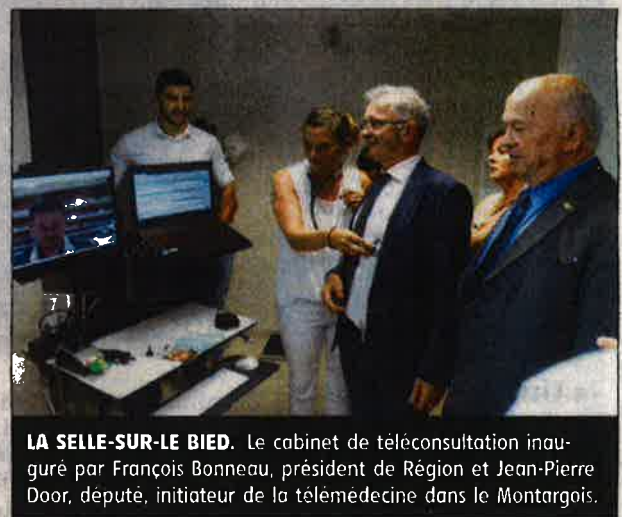 LA SELLE-SUR-LE BIED. Le cabinet de téléconsultation inau-
guré par François Bonneau, président de Région et Jean-Pierre
Door, député, initiateur de la télémédecine dans le Montargois.